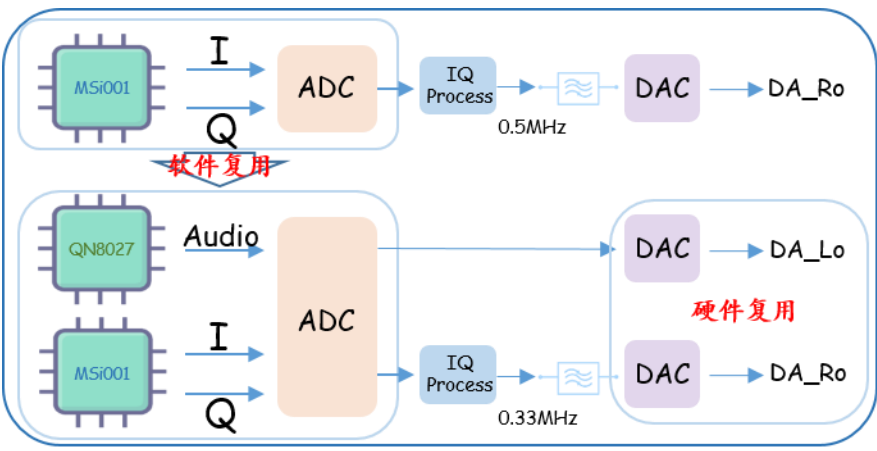 MSi001
I
Q
ADC
IQ
Process
0.5MHz
DAC
DA_Ro
软件复用
QN8027
Audio
MSi001
I
Q
ADC
IQ
Process
0.33MHz
DAC
DA_Lo
硬件复用
DAC
DA_Ro